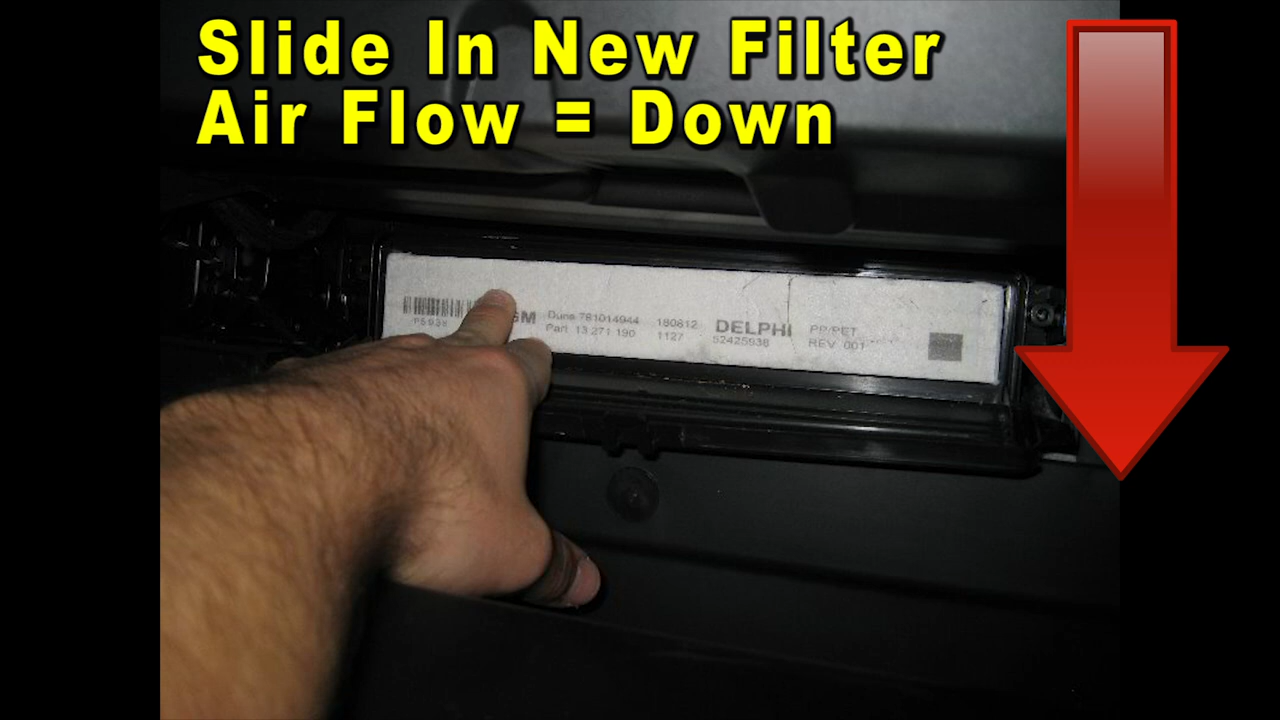 Slide In New Filter
Air Flow = Down
GM Duns 781014944 180812 DELPHI PP/PET
Part 13 271 190 1127 52425938 REV 001